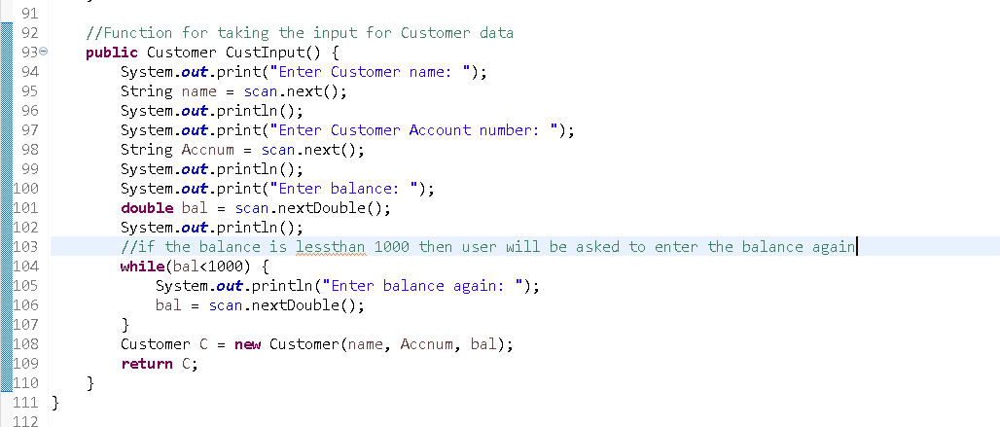 91
92 //Function for taking the input for Customer data
93 public Customer CustInput() {
94 System.out.print("Enter Customer name: ");
95 String name = scan.next();
96 System.out.println();
97 System.out.print("Enter Customer Account number: ");
98 String Accnum = scan.next();
99 System.out.println();
100 System.out.print("Enter balance: ");
101 double bal = scan.nextDouble();
102 System.out.println();
103 //if the balance is lessthan 1000 then user will be asked to enter the balance again
104 while(bal<1000) {
105 System.out.println("Enter balance again: ");
106 bal = scan.nextDouble();
107 }
108 Customer C = new Customer(name, Accnum, bal);
109 return C;
110 }
111 }
112